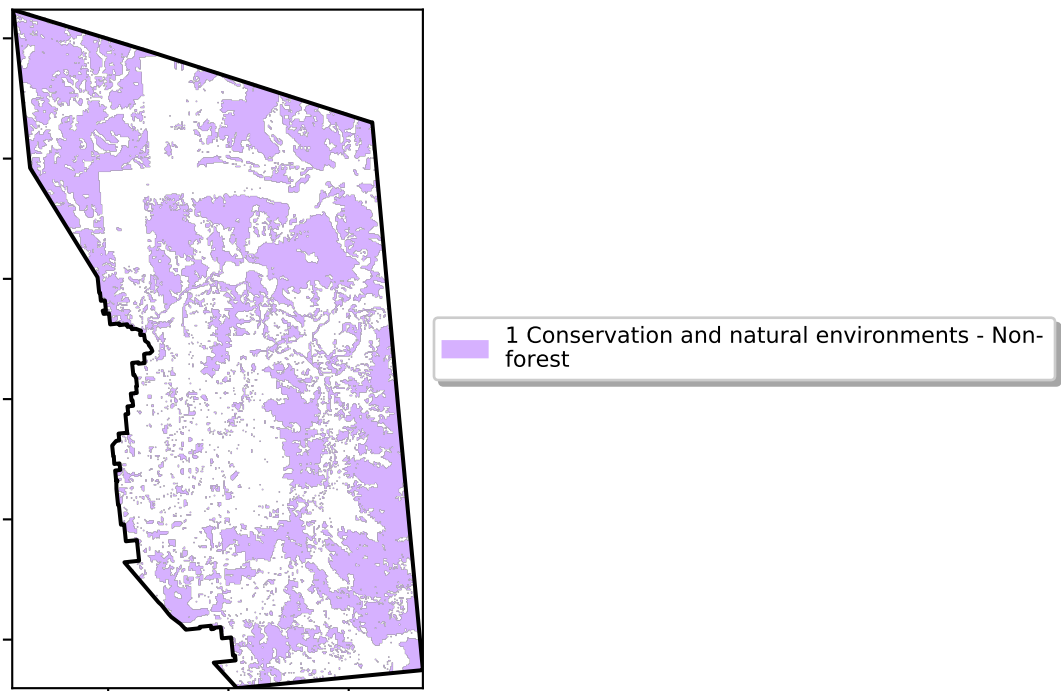 1 Conservation and natural environments - Non-
forest